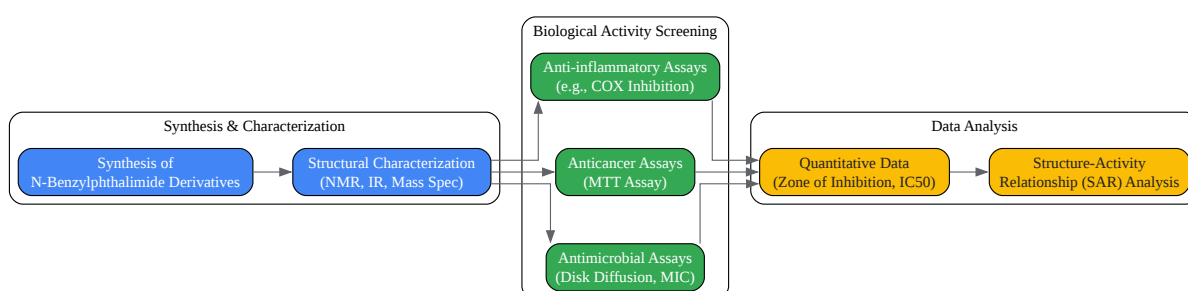 Biological Activity Screening
Anti-inflammatory Assays
(e.g., COX Inhibition)
Synthesis & Characterization
Data Analysis
Synthesis of
N-Benzylphthalimide Derivatives
Structural Characterization
(NMR, IR, Mass Spec)
Anticancer Assays
(MTT Assay)
Quantitative Data
(Zone of Inhibition, IC50)
Structure-Activity
Relationship (SAR) Analysis
Antimicrobial Assays
(Disk Diffusion, MIC)